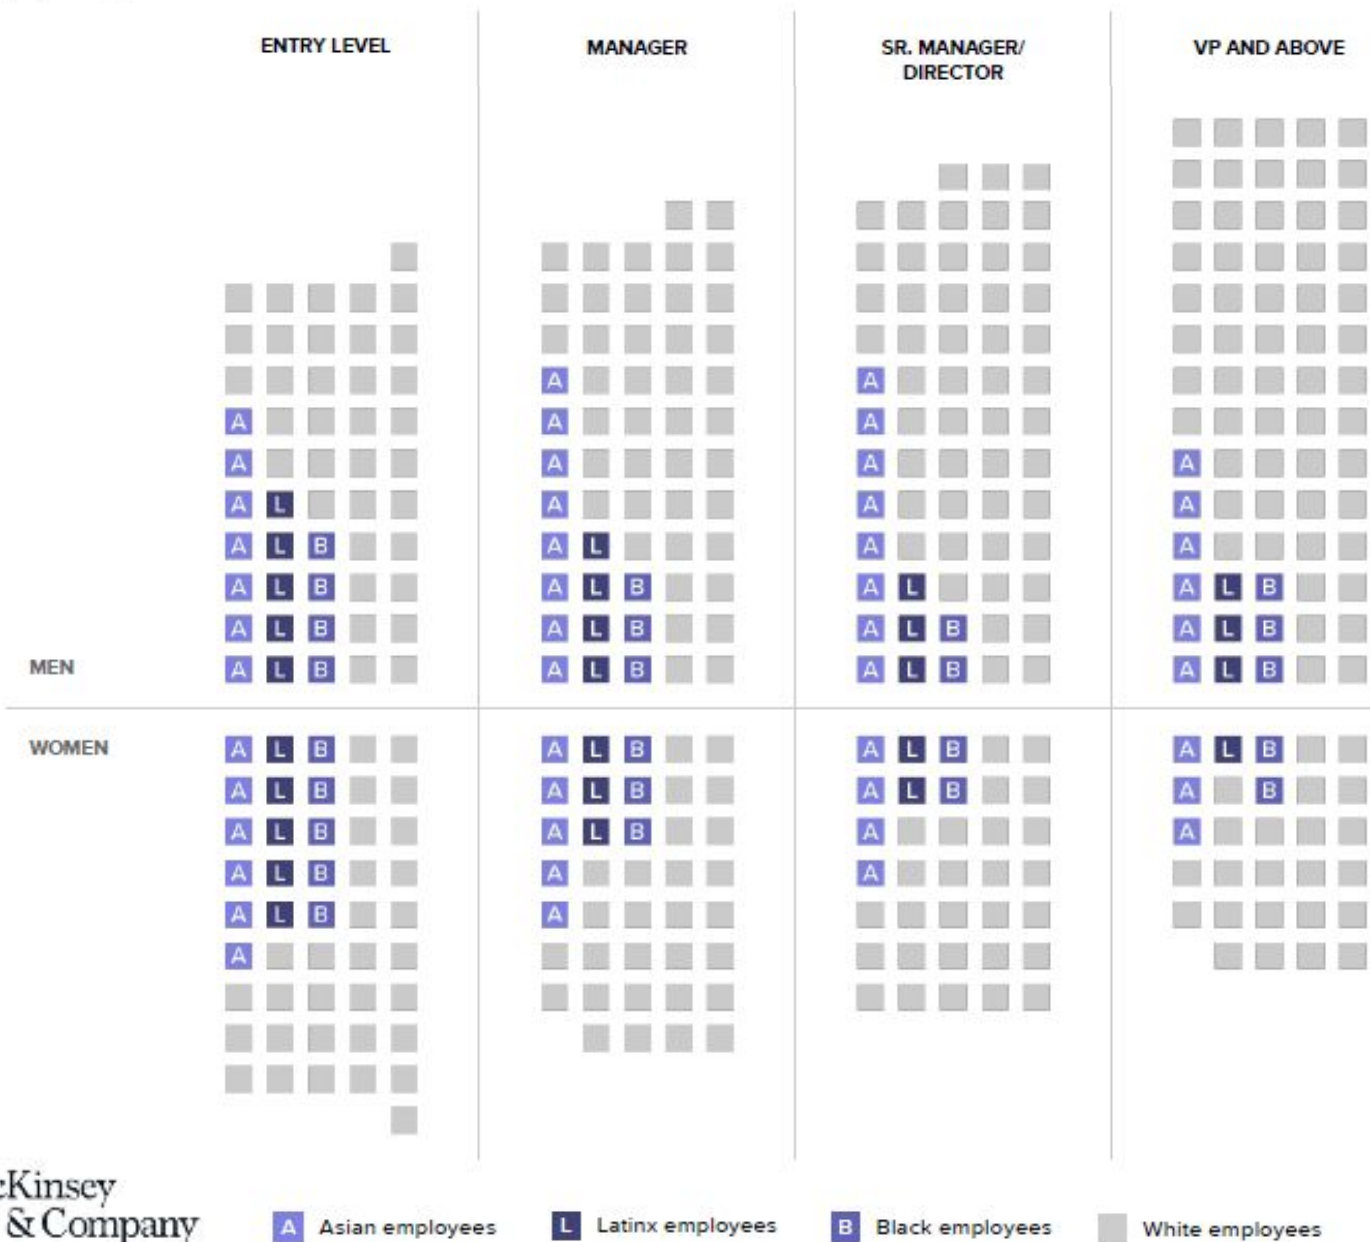 ENTRY LEVEL MANAGER SR. MANAGER/ VP AND ABOVE
DIRECTOR
A A
A A A
A A A A
A L A A A
A L B A L A A
A L B A L B A L A L B
A L B A L B A L B A L B
MEN A L B A L B A L B A L B
WOMEN A L B A L B A L B A L B
A L B A L B A L B A B
A L B A L B A A
A L B A A
A L B A
A
cKinsey
& Company
A Asian employees L Latinx employees B Black employees White employees